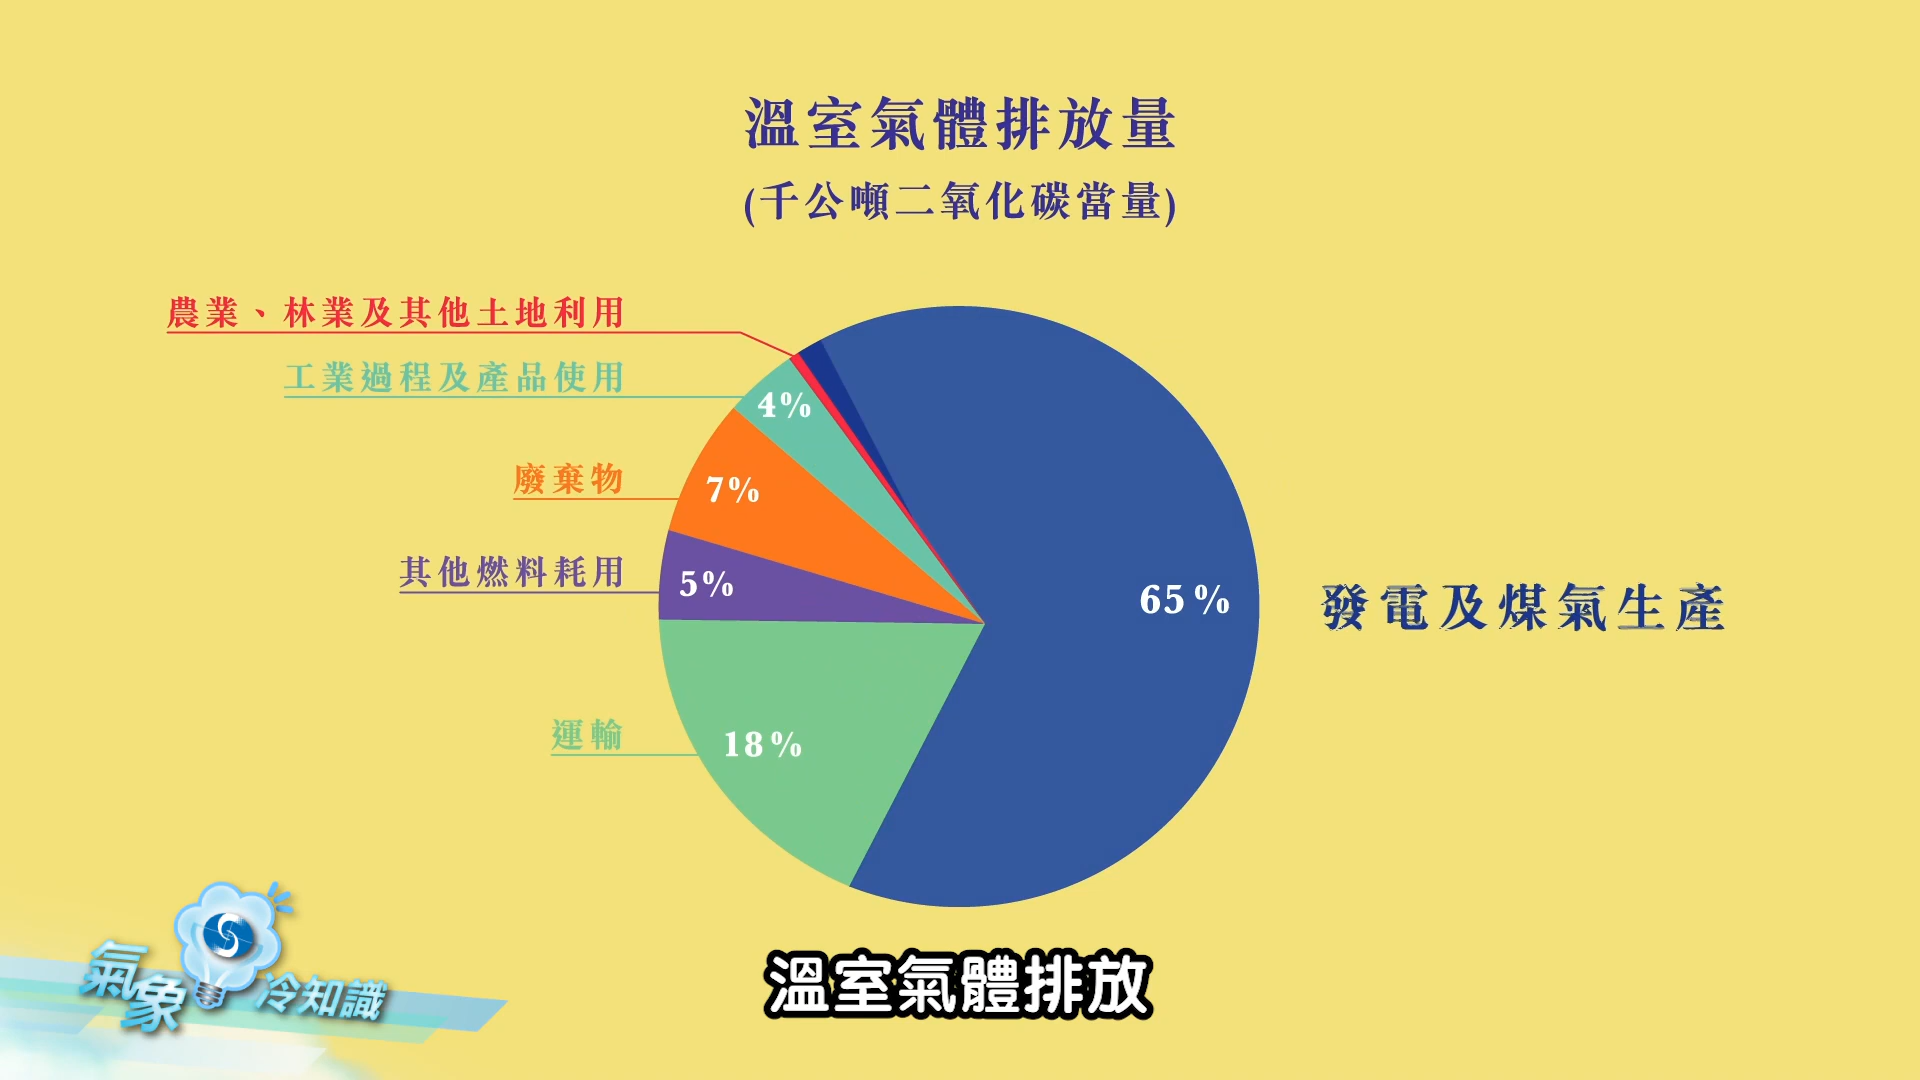 溫室氣體排放量
(千公噸二氧化碳當量)
農業、林業及其他土地利用
工業過程及產品使用
4%
廢棄物
7%
其他燃料耗用
5%
65%
發電及煤氣生產
運輸
18%
氣象冷知識
溫室氣體排放